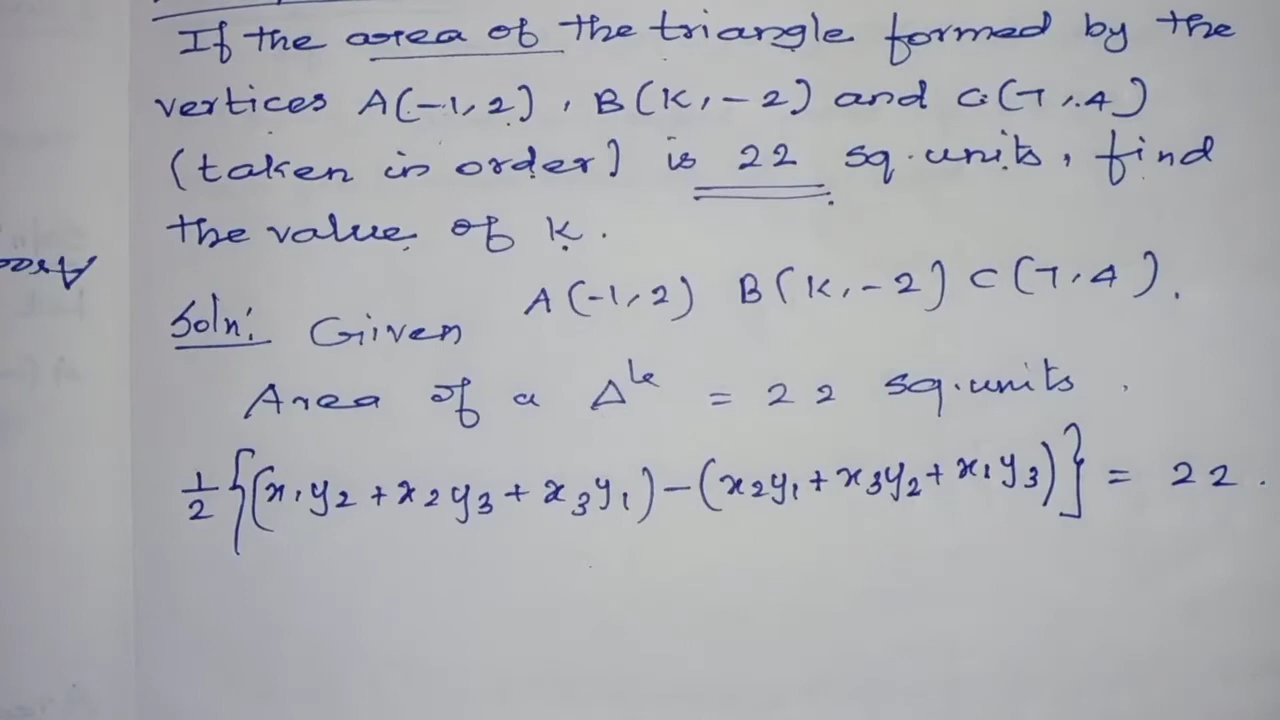 If the area of the triangle formed by the
vertices A(-1,2), B(K,-2) and C(7,4)
(taken in order) is 22 sq.units, find
the value of K.
Soln: Given A(-1,2) B(K,-2) C(7,4).
Area of a Δle = 22 sq.units.
1/2 {(x₁y₂ + x₂y₃ + x₃y₁) - (x₂y₁ + x₃y₂ + x₁y₃)} = 22.